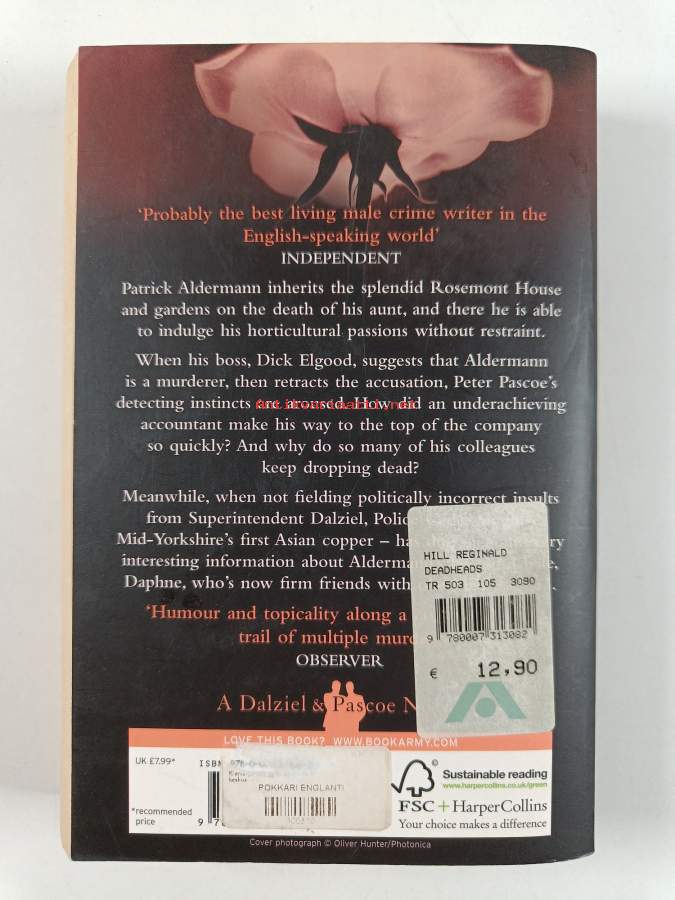 ‘Probably the best living male crime writer in the
English-speaking world’
INDEPENDENT
Patrick Aldermann inherits the splendid Rosemont House
and gardens on the death of his aunt, and there he is able
to indulge his horticultural passions without restraint.
When his boss, Dick Elgood, suggests that Aldermann
is a murderer, then retracts the accusation, Peter Pascoe's
detecting instincts are aroused. How did an underachieving
accountant make his way to the top of the company
so quickly? And why do so many of his colleagues
keep dropping dead?
Meanwhile, when not fielding politically incorrect insults
from Superintendent Dalziel,
Mid-Yorkshire's first Asian copper –
interesting information about
Daphne, who's now firm friends with
‘Humour and topicality along a
trail of multiple
OBSERVER
A Dalziel & Pascoe
HILL REGINALD
DEADHEADS
TR 503 105 3090
9 780007 313082
€ 12,90
LOVE THIS BOOK? WWW.BOOKARMY.COM
UK £7.99*
ISBN
*recommended
price
POKKARI ENGLANTI
Sustainable reading
www.harpercollins.co.uk/green
FSC + HarperCollins
Your choice makes a difference
Cover photograph © Oliver Hunter/Photonica